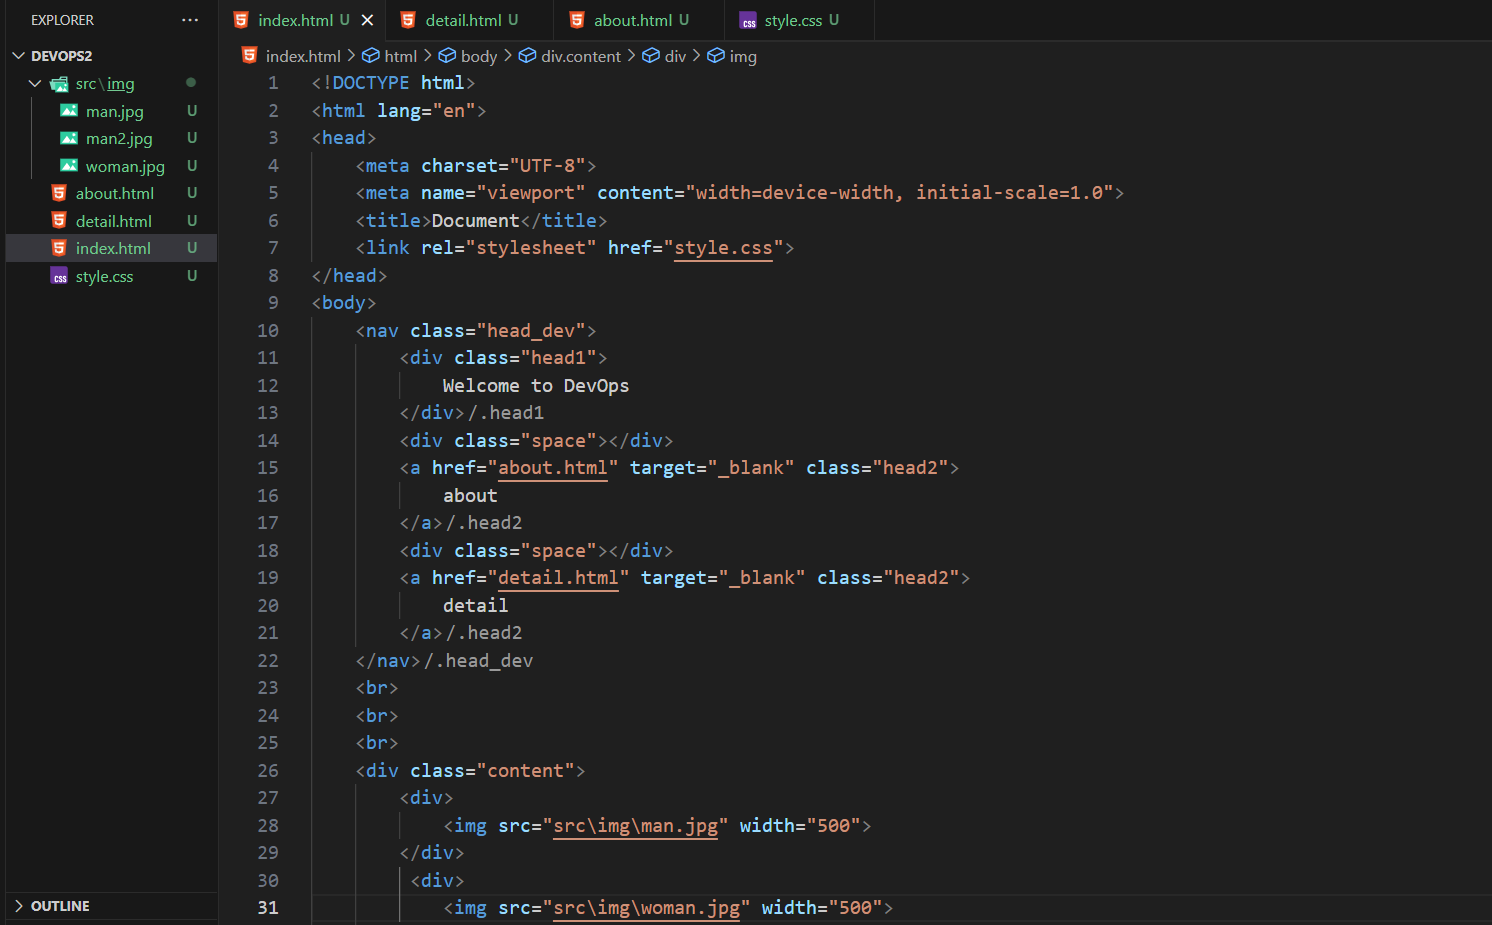 EXPLORER
DEVOPS2
src\img
man.jpg U
man2.jpg U
woman.jpg U
about.html U
detail.html U
index.html U
style.css U
OUTLINE
index.html U detail.html U about.html U style.css U
index.html > html > body > div.content > div > img
1 <!DOCTYPE html>
2 <html lang="en">
3 <head>
4 <meta charset="UTF-8">
5 <meta name="viewport" content="width=device-width, initial-scale=1.0">
6 <title>Document</title>
7 <link rel="stylesheet" href="style.css">
8 </head>
9 <body>
10 <nav class="head_dev">
11 <div class="head1">
12 Welcome to DevOps
13 </div>/.head1
14 <div class="space"></div>
15 <a href="about.html" target="_blank" class="head2">
16 about
17 </a>/.head2
18 <div class="space"></div>
19 <a href="detail.html" target="_blank" class="head2">
20 detail
21 </a>/.head2
22 </nav>/.head_dev
23 <br>
24 <br>
25 <br>
26 <div class="content">
27 <div>
28 <img src="src\img\man.jpg" width="500">
29 </div>
30 <div>
31 <img src="src\img\woman.jpg" width="500">